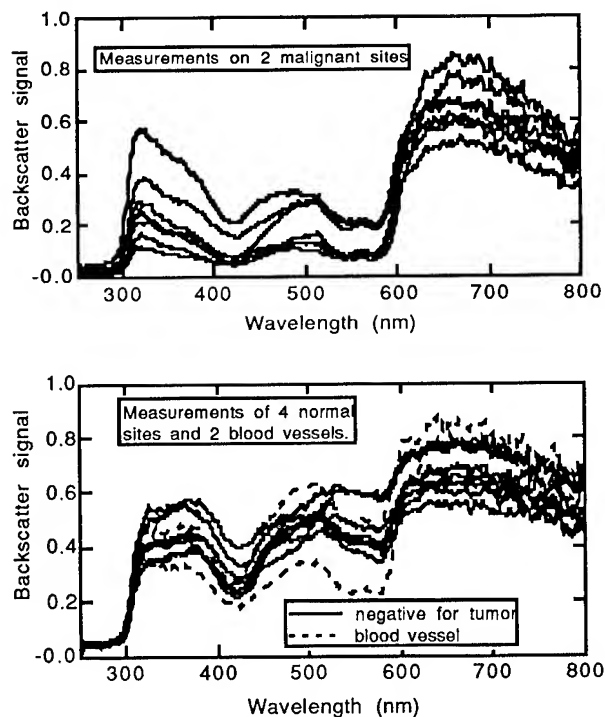 1.0
Measurements on 2 malignant sites
0.8
0.6
0.4
0.2
-0.0
Backscatter signal
300 400 500 600 700 800
Wavelength (nm)
1.0
Measurements of 4 normal
sites and 2 blood vessels.
0.8
0.6
0.4
0.2
-0.0
Backscatter signal
negative for tumor
blood vessel
300 400 500 600 700 800
Wavelength (nm)